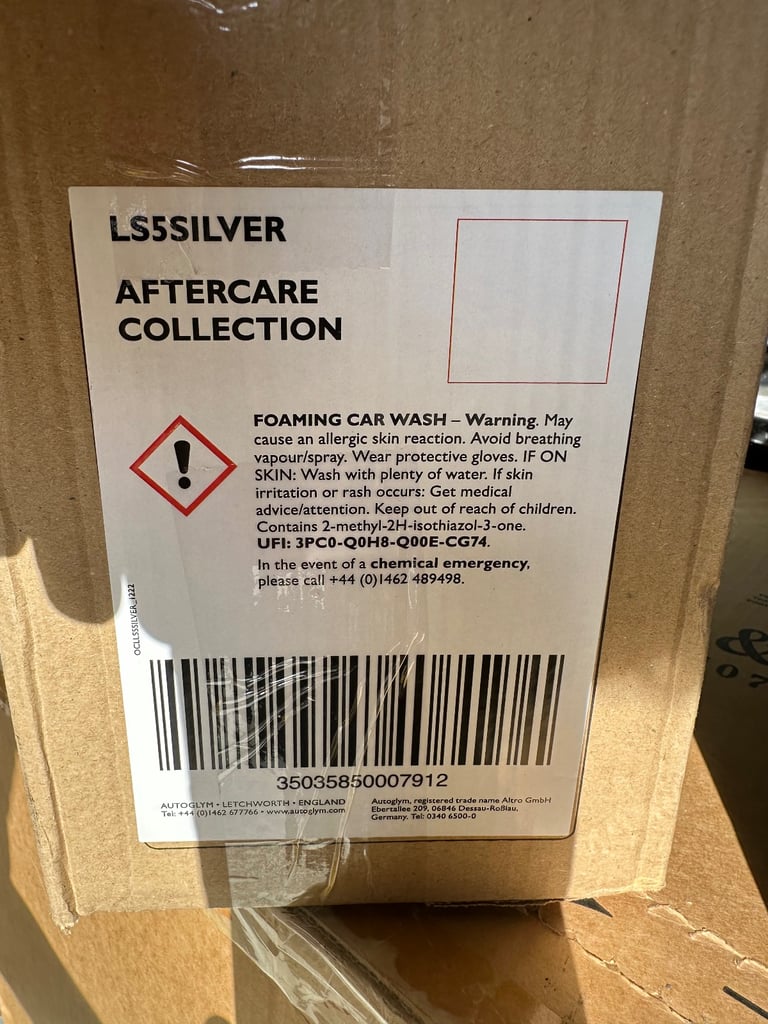 LS5SILVER
AFTERCARE
COLLECTION
FOAMING CAR WASH – Warning. May
cause an allergic skin reaction. Avoid breathing
vapour/spray. Wear protective gloves. IF ON
SKIN: Wash with plenty of water. If skin
irritation or rash occurs: Get medical
advice/attention. Keep out of reach of children.
Contains 2-methyl-2H-isothiazol-3-one.
UFI: 3PC0-Q0H8-Q00E-CG74.
In the event of a chemical emergency,
please call +44 (0)1462 489498.
OCLLS5SILVER_1222
35035850007912
AUTOGLYM • LETCHWORTH • ENGLAND
Tel: +44 (0)1462 677766 • www.autoglym.com
Autoglym, registered trade name Altro GmbH
Ebertallee 209, 06846 Dessau-Roßlau,
Germany. Tel: 0340 6500-0